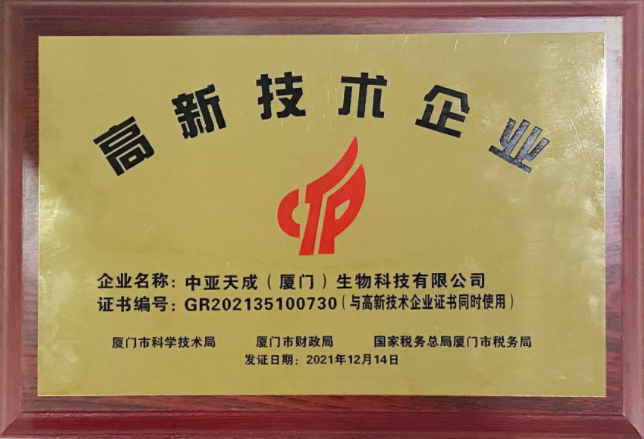 高新技术企业
企业名称：中亚天成（厦门）生物科技有限公司
证书编号：GR202135100730（与高新技术企业证书同时使用）
厦门市科学技术局 厦门市财政局 国家税务总局厦门市税务局
发证日期：2021年12月14日